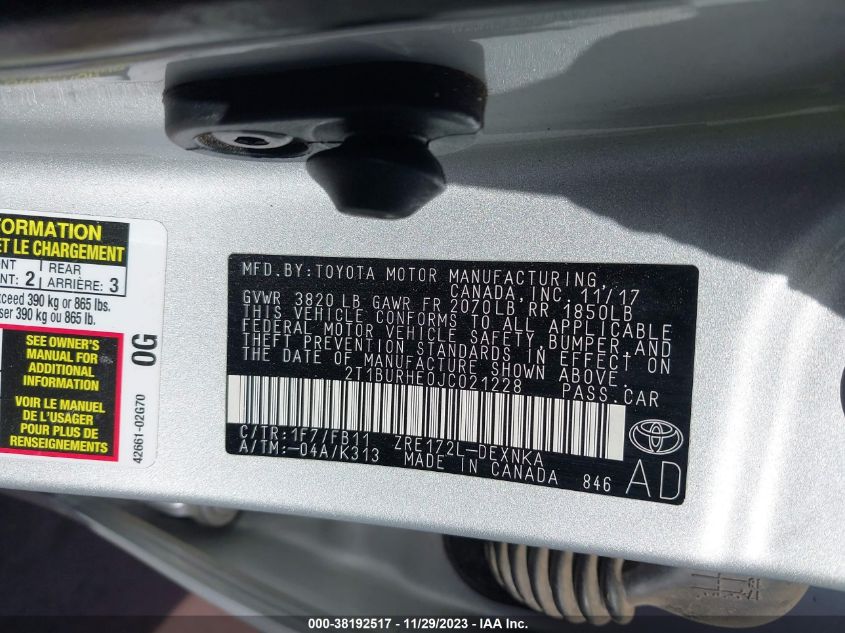 FORMATION
ET LE CHARGEMENT
REAR
2 ARRIÈRE: 3
390 kg or 865 lbs.
390 kg ou 865 lb.
SEE OWNER'S
MANUAL FOR
ADDITIONAL
INFORMATION
VOIR LE MANUEL
DE L'USAGER
POUR PLUS DE
RENSEIGNEMENTS
0G
42661-02G70
MFD.BY:TOYOTA MOTOR MANUFACTURING,
CANADA, INC. 11/17
GVWR 3820 LB GAWR FR 2070LB RR 1850LB
THIS VEHICLE CONFORMS TO ALL APPLICABLE
FEDERAL MOTOR VEHICLE SAFETY, BUMPER, AND
THEFT PREVENTION STANDARDS IN EFFECT ON
THE DATE OF MANUFACTURE SHOWN ABOVE.
2T1BURHE0JC021228 PASS.CAR
C/TR:1F7/FB11 ZRE172L-DEXNKA
A/TM:-04A/K313 MADE IN CANADA 846
AD
000-38192517 - 11/29/2023 - IAA Inc.